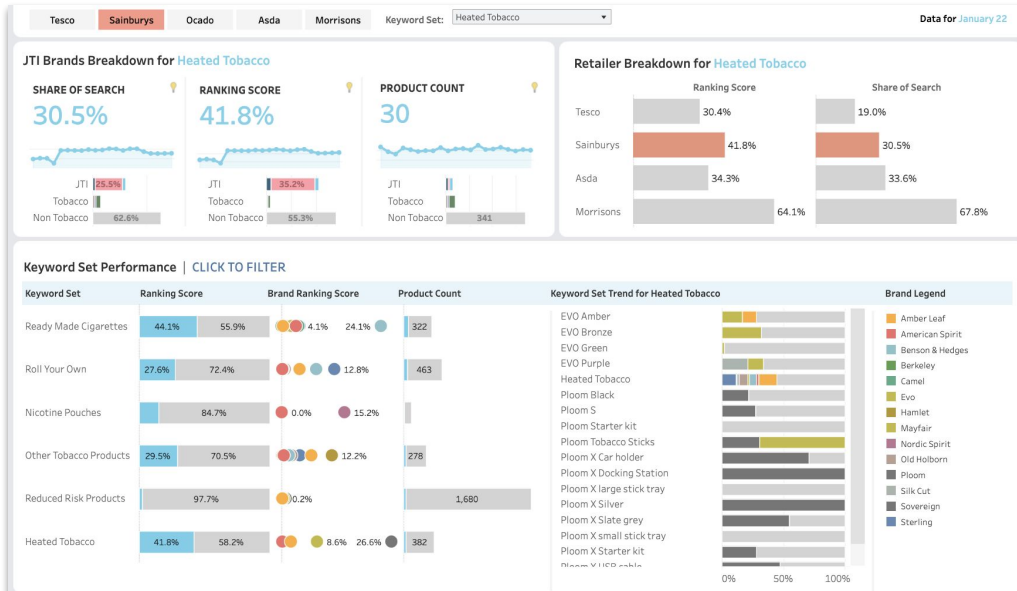 Tesco Sainburys Ocado Asda Morrisons Keyword Set: Heated Tobacco Data for January 22
JTI Brands Breakdown for Heated Tobacco
SHARE OF SEARCH
30.5%
JTI 25.5%
Tobacco
Non Tobacco 62.6%
RANKING SCORE
41.8%
JTI 35.2%
Tobacco
Non Tobacco 55.3%
PRODUCT COUNT
30
JTI
Tobacco
Non Tobacco 341
Retailer Breakdown for Heated Tobacco
Ranking Score Share of Search
Tesco 30.4% 19.0%
Sainburys 41.8% 30.5%
Asda 34.3% 33.6%
Morrisons 64.1% 67.8%
Keyword Set Performance | CLICK TO FILTER
Keyword Set Ranking Score Brand Ranking Score Product Count
Ready Made Cigarettes 44.1% 55.9% 4.1% 24.1% 322
Roll Your Own 27.6% 72.4% 12.8% 463
Nicotine Pouches 84.7% 0.0% 15.2%
Other Tobacco Products 29.5% 70.5% 12.2% 278
Reduced Risk Products 97.7% 0.2% 1,680
Heated Tobacco 41.8% 58.2% 8.6% 26.6% 382
Keyword Set Trend for Heated Tobacco
EVO Amber
EVO Bronze
EVO Green
EVO Purple
Heated Tobacco
Ploom Black
Ploom S
Ploom Starter kit
Ploom Tobacco Sticks
Ploom X Car holder
Ploom X Docking Station
Ploom X large stick tray
Ploom X Silver
Ploom X Slate grey
Ploom X small stick tray
Ploom X Starter kit
Ploom X USB cable
0% 50% 100%
Brand Legend
Amber Leaf
American Spirit
Benson & Hedges
Berkeley
Camel
Evo
Hamlet
Mayfair
Nordic Spirit
Old Holborn
Ploom
Silk Cut
Sovereign
Sterling